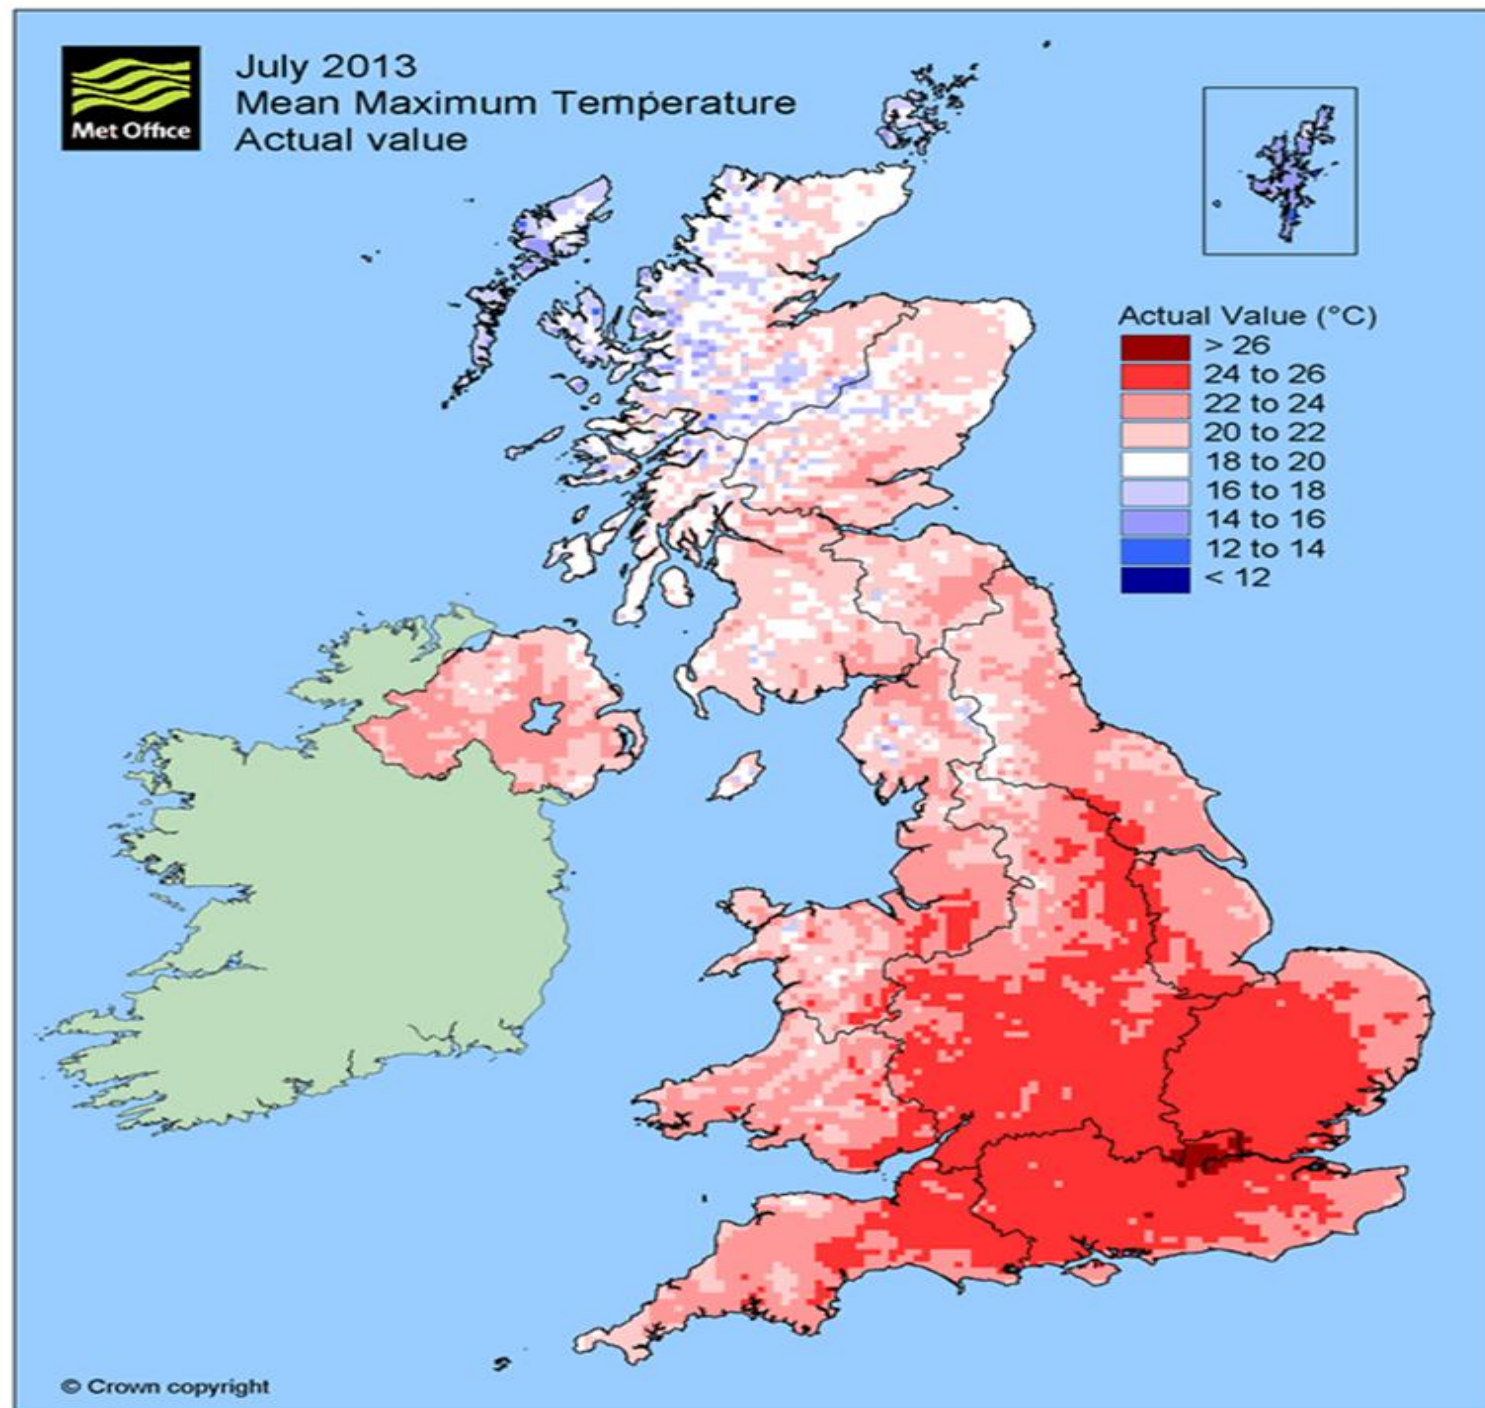 Met Office
July 2013
Mean Maximum Temperature
Actual value
Actual Value (°C)
> 26
24 to 26
22 to 24
20 to 22
18 to 20
16 to 18
14 to 16
12 to 14
< 12
© Crown copyright